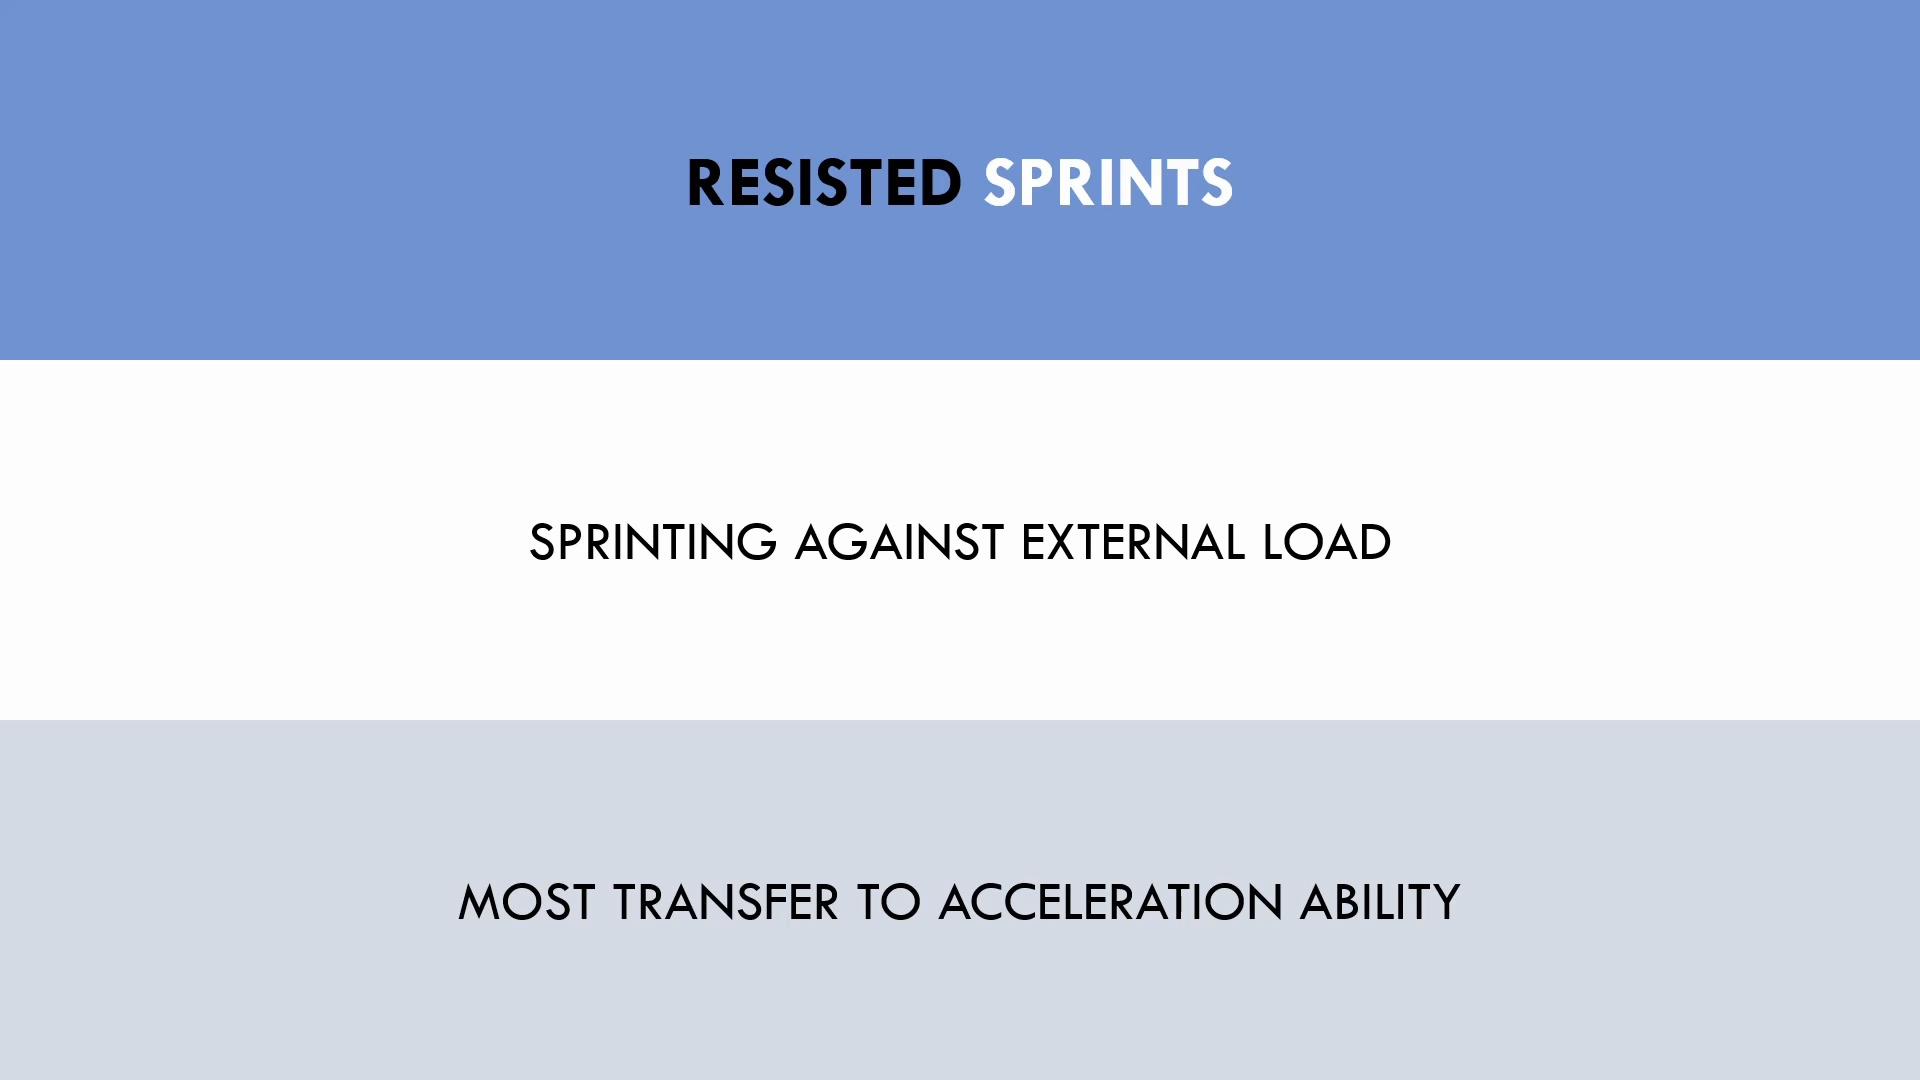 RESISTED SPRINTS
SPRINTING AGAINST EXTERNAL LOAD
MOST TRANSFER TO ACCELERATION ABILITY